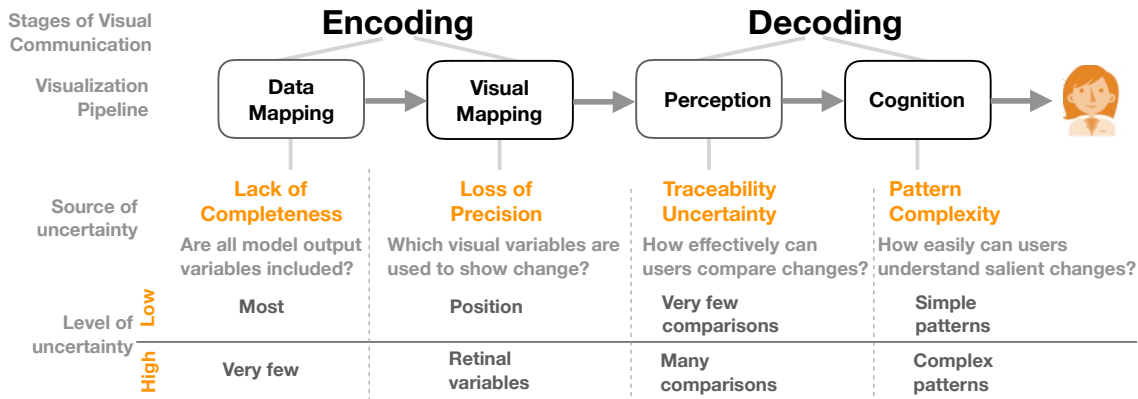 Stages of Visual
Communication
Encoding
Decoding
Visualization
Pipeline
Data
Mapping
Visual
Mapping
Perception
Cognition
Source of
uncertainty
Lack of
Completeness
Loss of
Precision
Traceability
Uncertainty
Pattern
Complexity
Are all model output
variables included?
Which visual variables are
used to show change?
How effectively can
users compare changes?
How easily can users
understand salient changes?
Level of
uncertainty
Low
Most
Position
Very few
comparisons
Simple
patterns
High
Very few
Retinal
variables
Many
comparisons
Complex
patterns